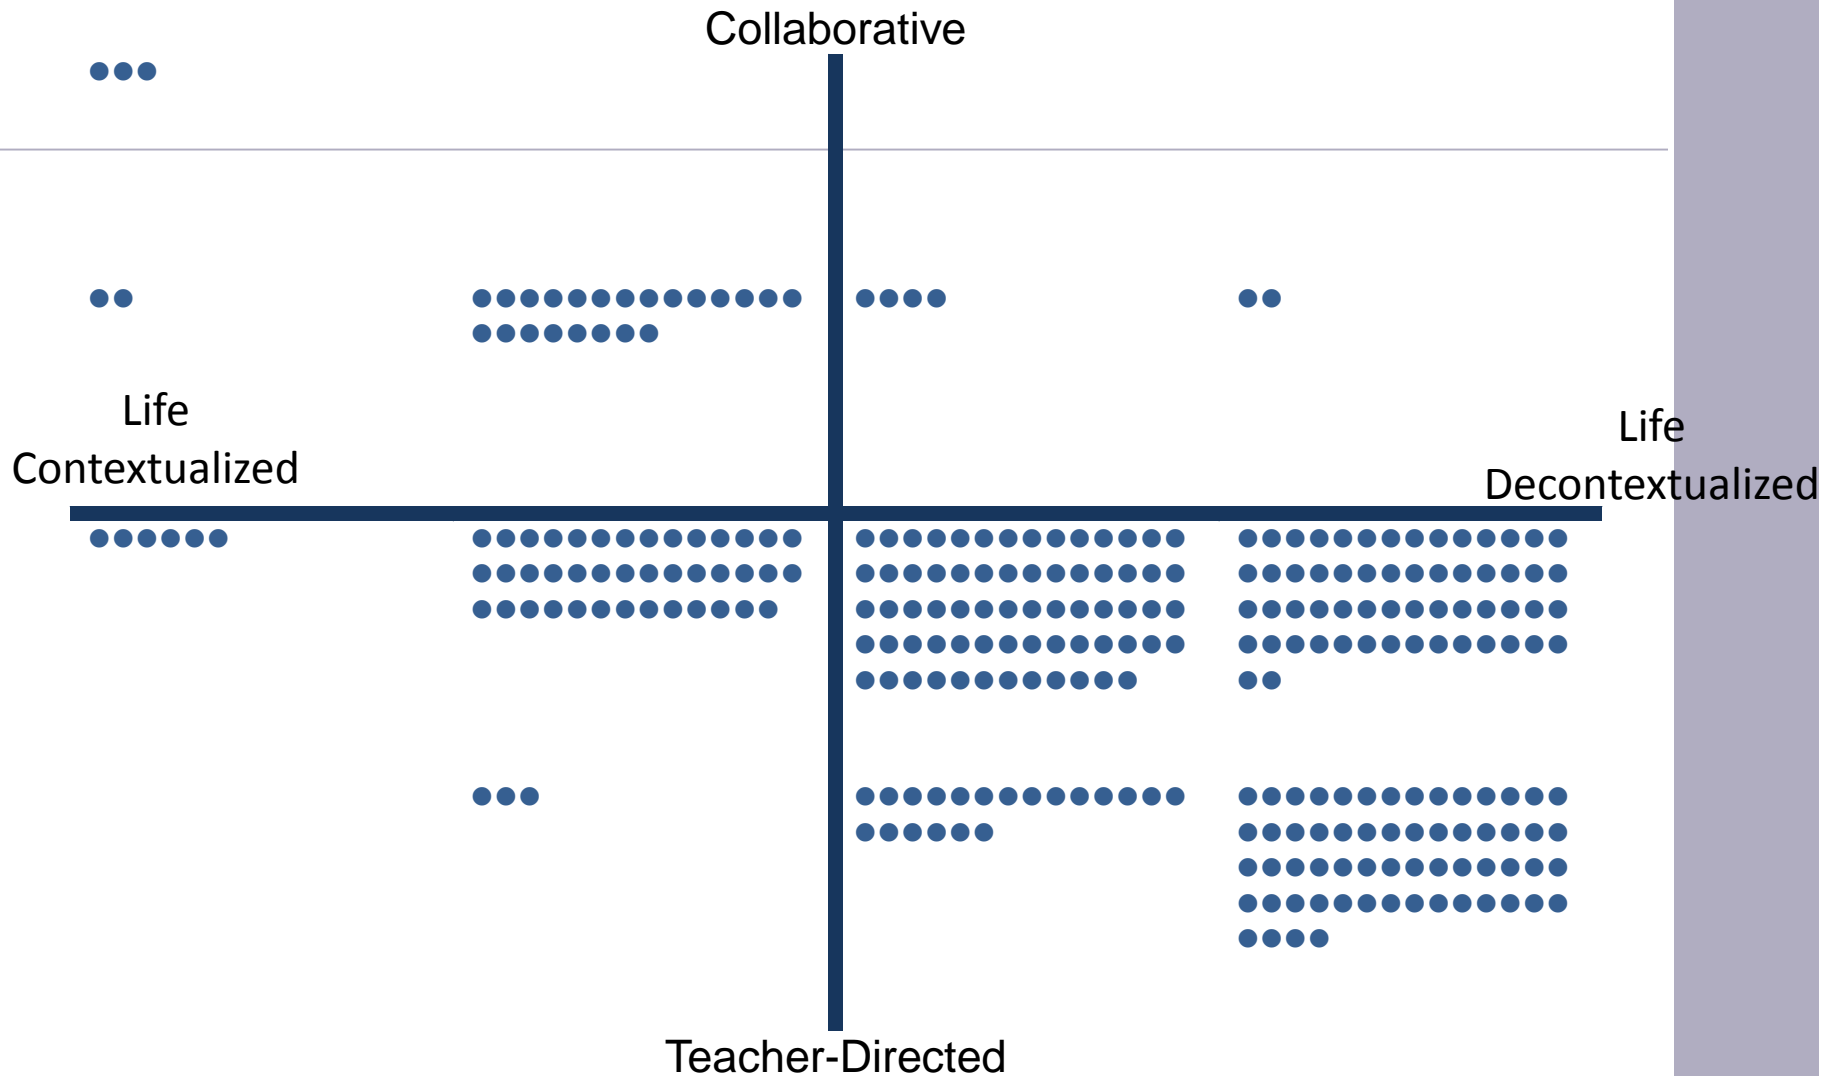 Collaborative
Life
Contextualized
Life
Decontextualized
Teacher-Directed